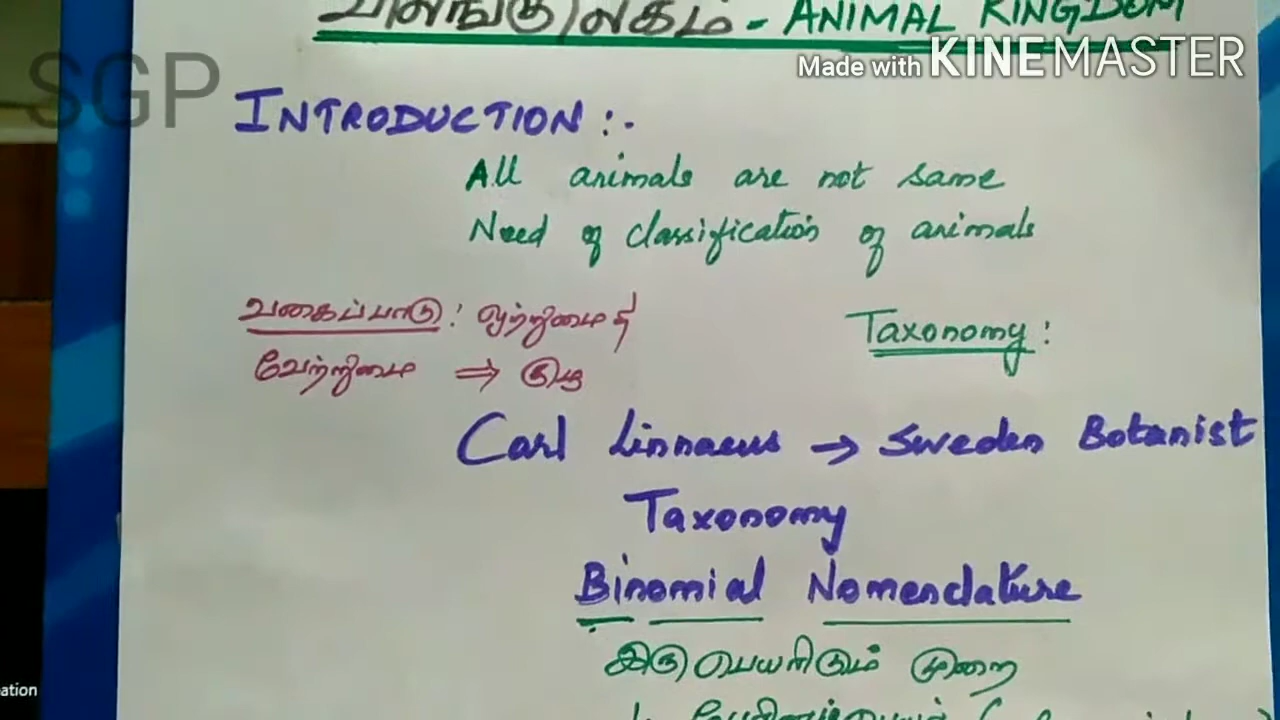 விலங்குலகம் - ANIMAL KINGDOM
Made with KINEMASTER
SGP
INTRODUCTION :-
All animals are not same
Need of classification of animals
வகைப்பாடு : ஒற்றுமை
வேற்றுமை ⇒ குழு
Taxonomy :
Carl Linnaeus → Sweden Botanist
Taxonomy
Binomial Nomenclature
இரு பெயரிடும் முறை
ation